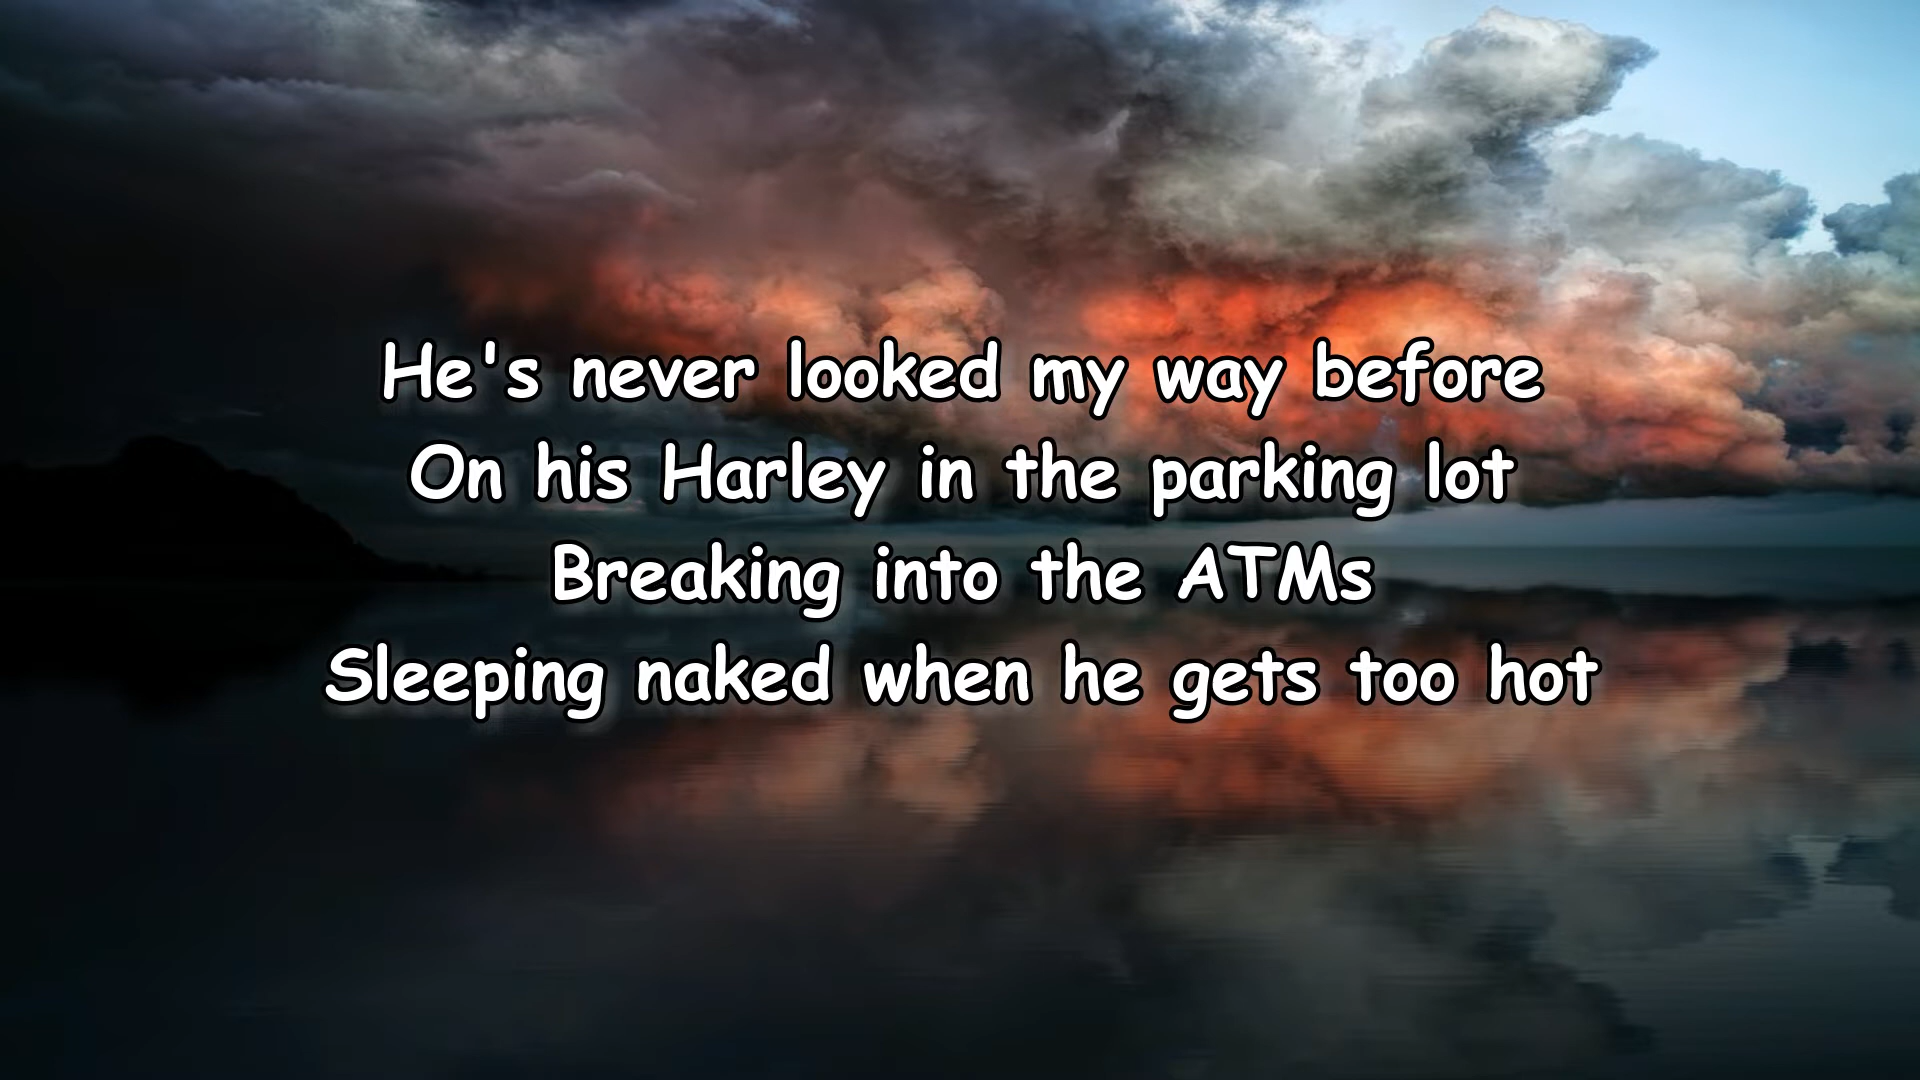 He's never looked my way before
On his Harley in the parking lot
Breaking into the ATMs
Sleeping naked when he gets too hot